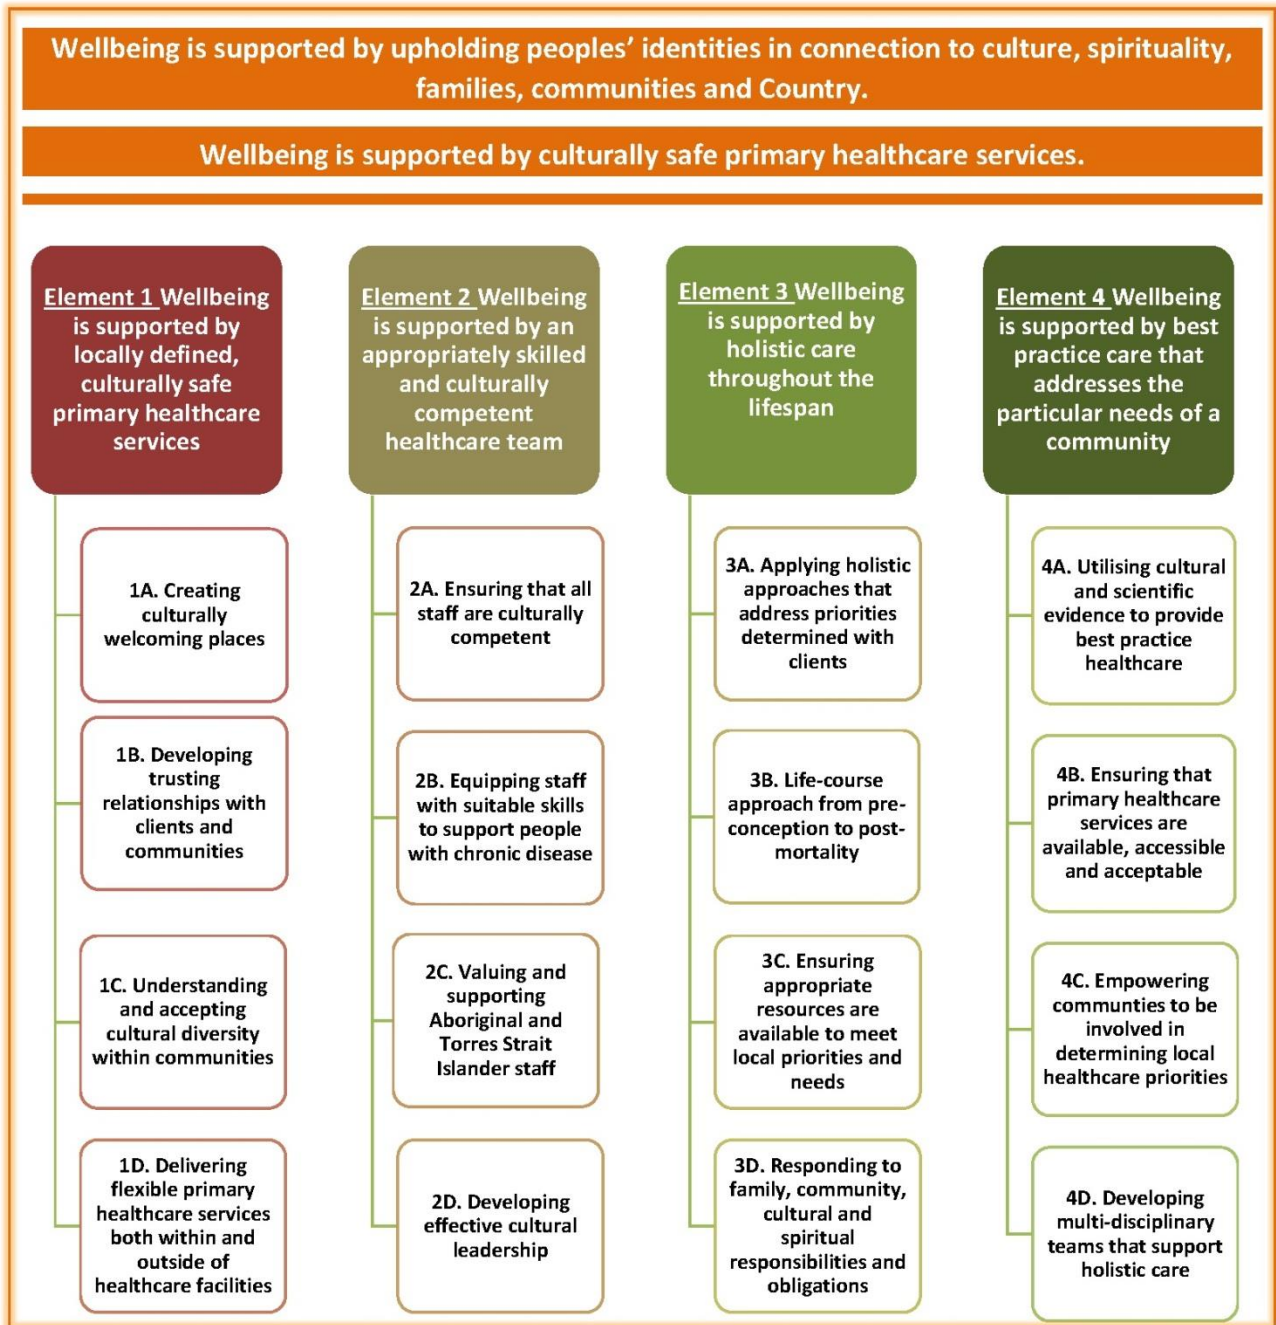 Wellbeing is supported by upholding peoples’ identities in connection to culture, spirituality,
families, communities and Country.
Wellbeing is supported by culturally safe primary healthcare services.
Element 1 Wellbeing
is supported by
locally defined,
culturally safe
primary healthcare
services
1A. Creating
culturally
welcoming places
1B. Developing
trusting
relationships with
clients and
communities
1C. Understanding
and accepting
cultural diversity
within communities
1D. Delivering
flexible primary
healthcare services
both within and
outside of
healthcare facilities
Element 2 Wellbeing
is supported by an
appropriately skilled
and culturally
competent
healthcare team
2A. Ensuring that all
staff are culturally
competent
2B. Equipping staff
with suitable skills
to support people
with chronic disease
2C. Valuing and
supporting
Aboriginal and
Torres Strait
Islander staff
2D. Developing
effective cultural
leadership
Element 3 Wellbeing
is supported by
holistic care
throughout the
lifespan
3A. Applying holistic
approaches that
address priorities
determined with
clients
3B. Life-course
approach from pre-
conception to post-
mortality
3C. Ensuring
appropriate
resources are
available to meet
local priorities and
needs
3D. Responding to
family, community,
cultural and
spiritual
responsibilities and
obligations
Element 4 Wellbeing
is supported by best
practice care that
addresses the
particular needs of a
community
4A. Utilising cultural
and scientific
evidence to provide
best practice
healthcare
4B. Ensuring that
primary healthcare
services are
available, accessible
and acceptable
4C. Empowering
communties to be
involved in
determining local
healthcare priorities
4D. Developing
multi-disciplinary
teams that support
holistic care